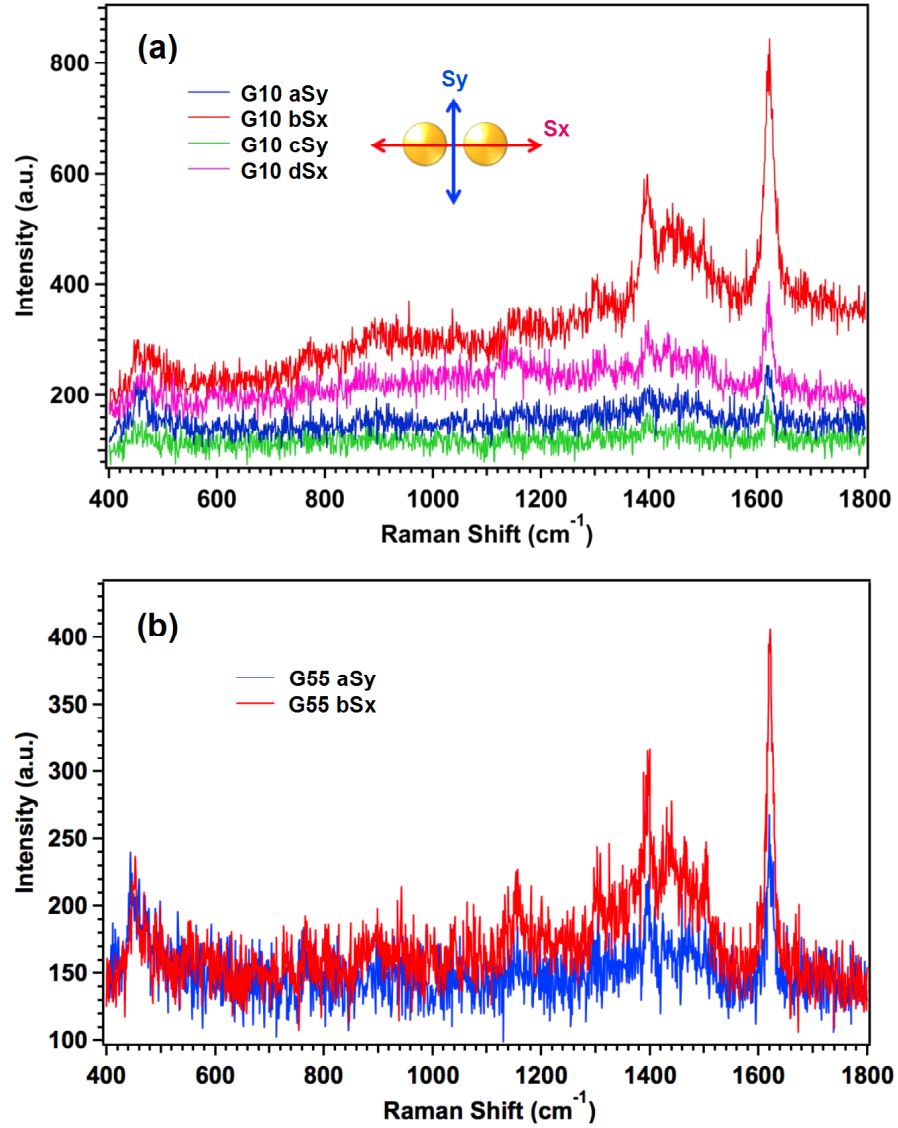 (a)
G10 aSy
G10 bSx
G10 cSy
G10 dSx
Sy
Sx
800
600
400
200
Intensity (a.u.)
400 600 800 1000 1200 1400 1600 1800
Raman Shift (cm⁻¹)
(b)
G55 aSy
G55 bSx
400
350
300
250
200
150
100
Intensity (a.u.)
400 600 800 1000 1200 1400 1600 1800
Raman Shift (cm⁻¹)